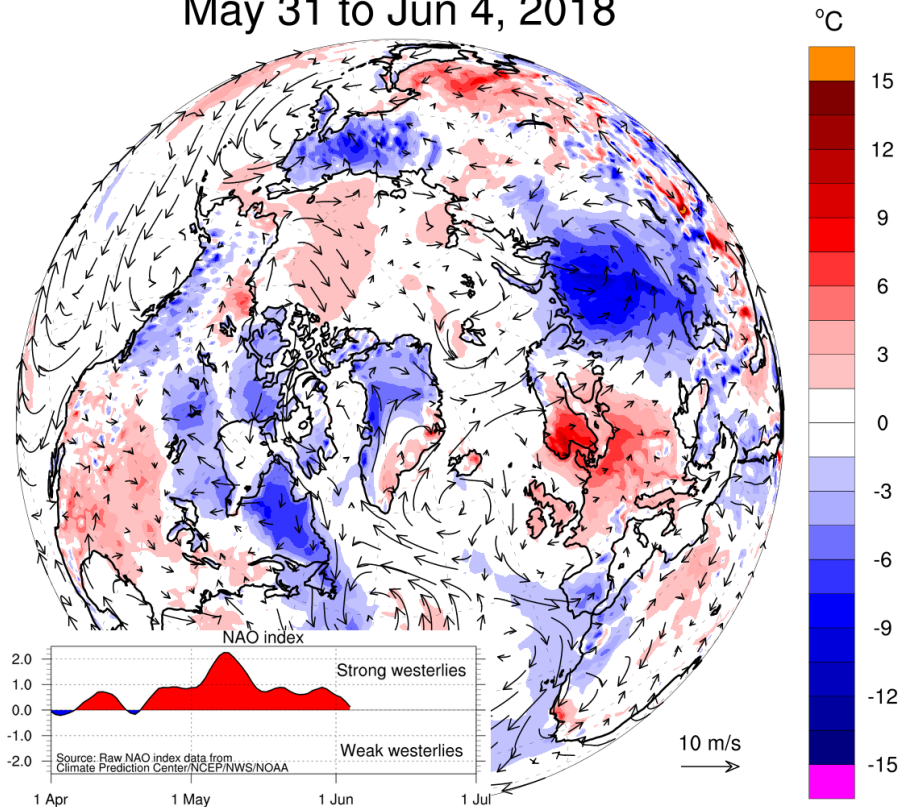 May 31 to Jun 4, 2018
°C
15
12
9
6
3
0
-3
-6
-9
-12
-15
10 m/s
NAO index
2.0
1.0
0.0
-1.0
-2.0
Strong westerlies
Weak westerlies
Source: Raw NAO index data from
Climate Prediction Center/NCEP/NWS/NOAA
1 Apr
1 May
1 Jun
1 Jul